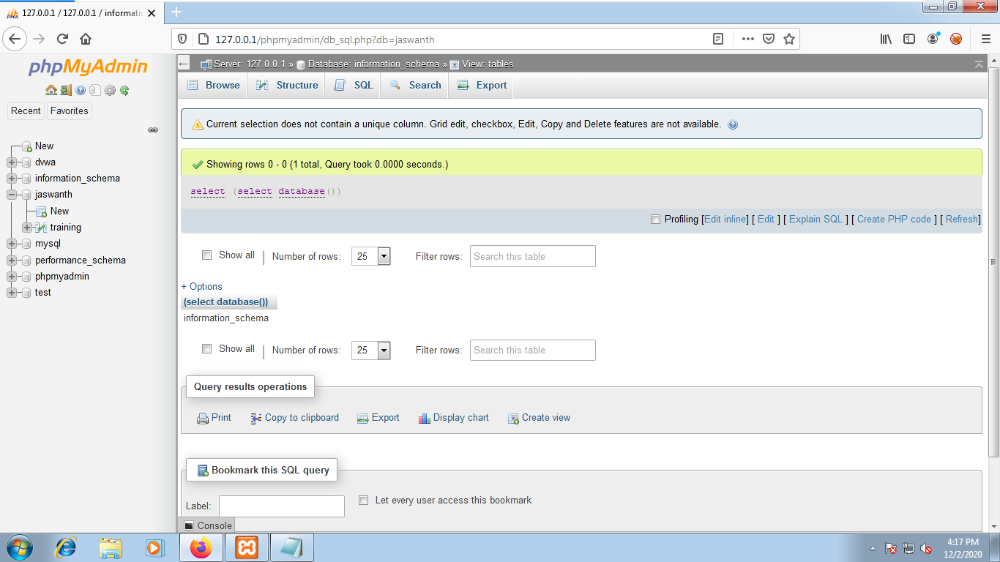 127.0.0.1 / 127.0.0.1 / informati
127.0.0.1/phpmyadmin/db_sql.php?db=jaswanth
phpMyAdmin
Recent Favorites
New
dvwa
information_schema
jaswanth
New
training
mysql
performance_schema
phpmyadmin
test
Server: 127.0.0.1 » Database: information_schema » View: tables
Browse Structure SQL Search Export
Current selection does not contain a unique column. Grid edit, checkbox, Edit, Copy and Delete features are not available.
Showing rows 0 - 0 (1 total, Query took 0.0000 seconds.)
select (select database())
Profiling [Edit inline] [ Edit ] [ Explain SQL ] [ Create PHP code ] [ Refresh]
Show all | Number of rows: 25 Filter rows: Search this table
+ Options
(select database())
information_schema
Show all | Number of rows: 25 Filter rows: Search this table
Query results operations
Print Copy to clipboard Export Display chart Create view
Bookmark this SQL query
Label: Let every user access this bookmark
Console
4:17 PM
12/2/2020